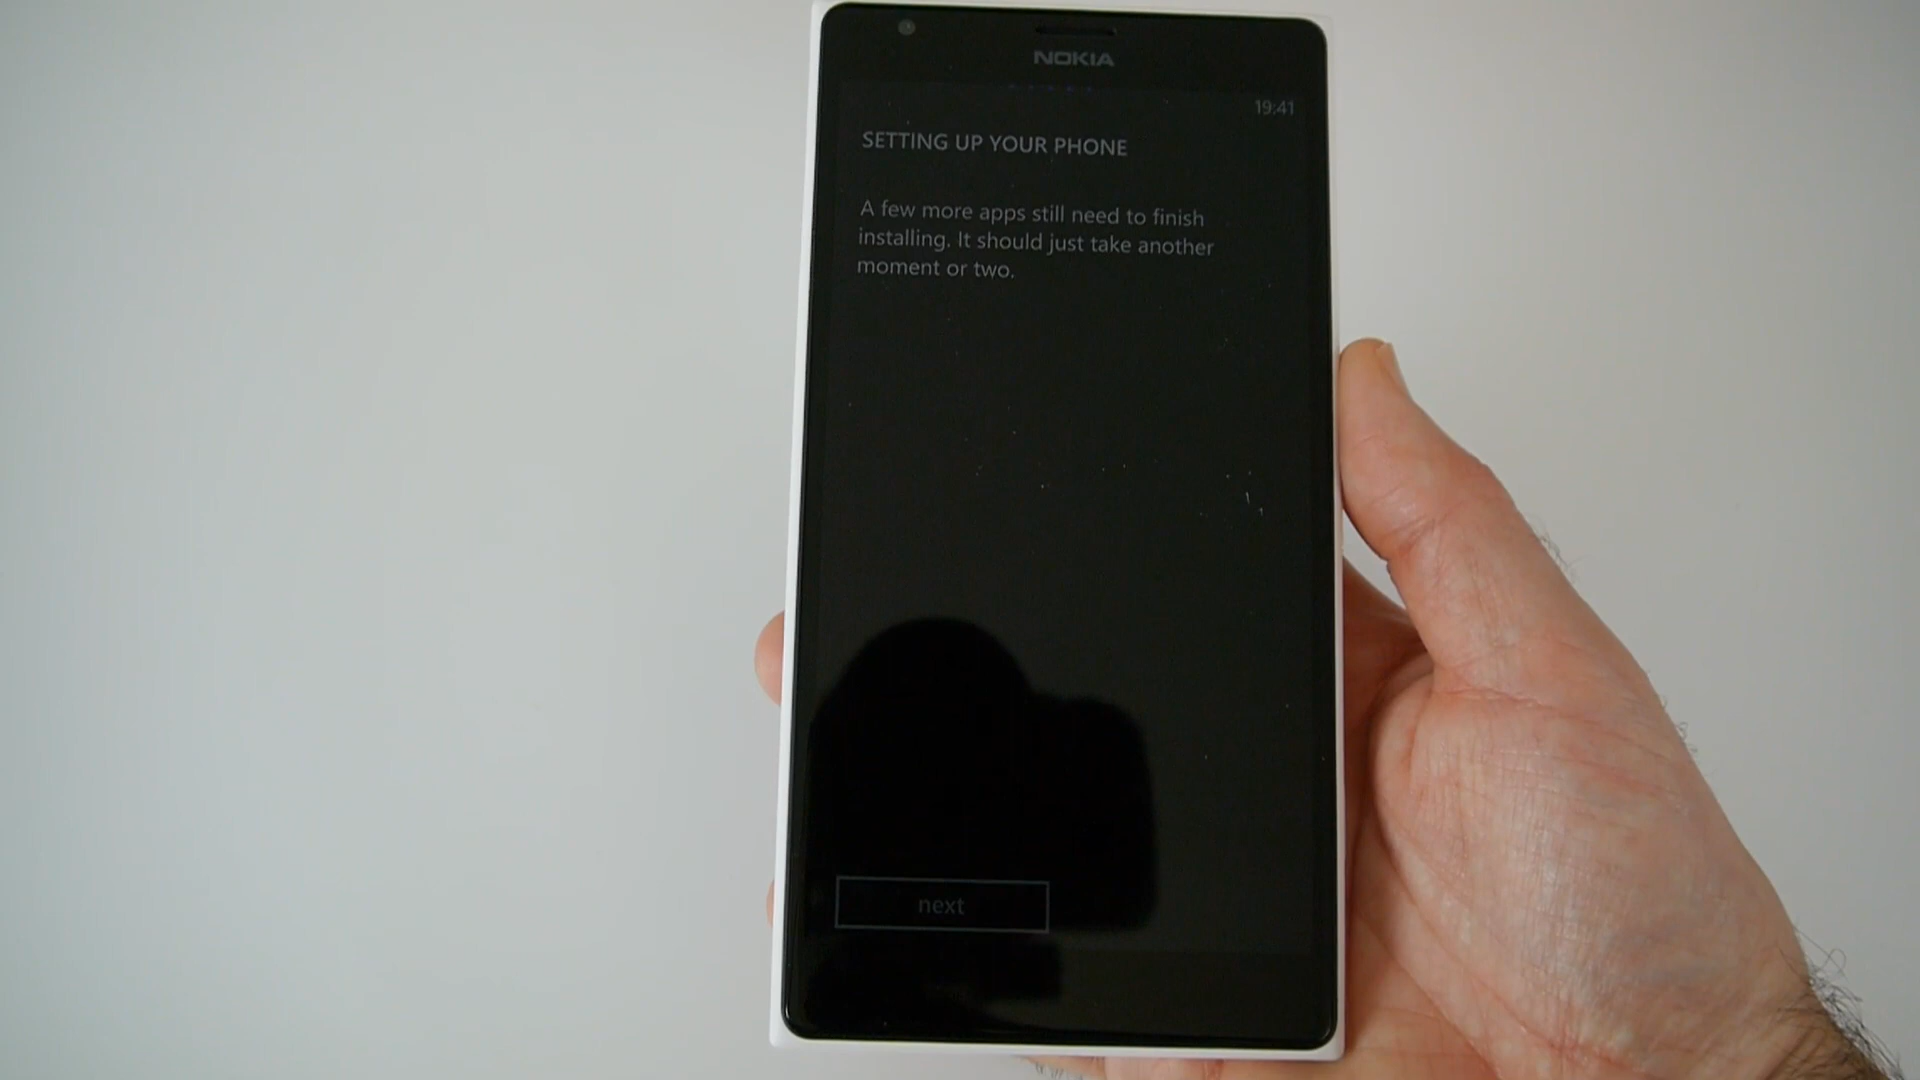 NOKIA
19:41
SETTING UP YOUR PHONE
A few more apps still need to finish
installing. It should just take another
moment or two.
next